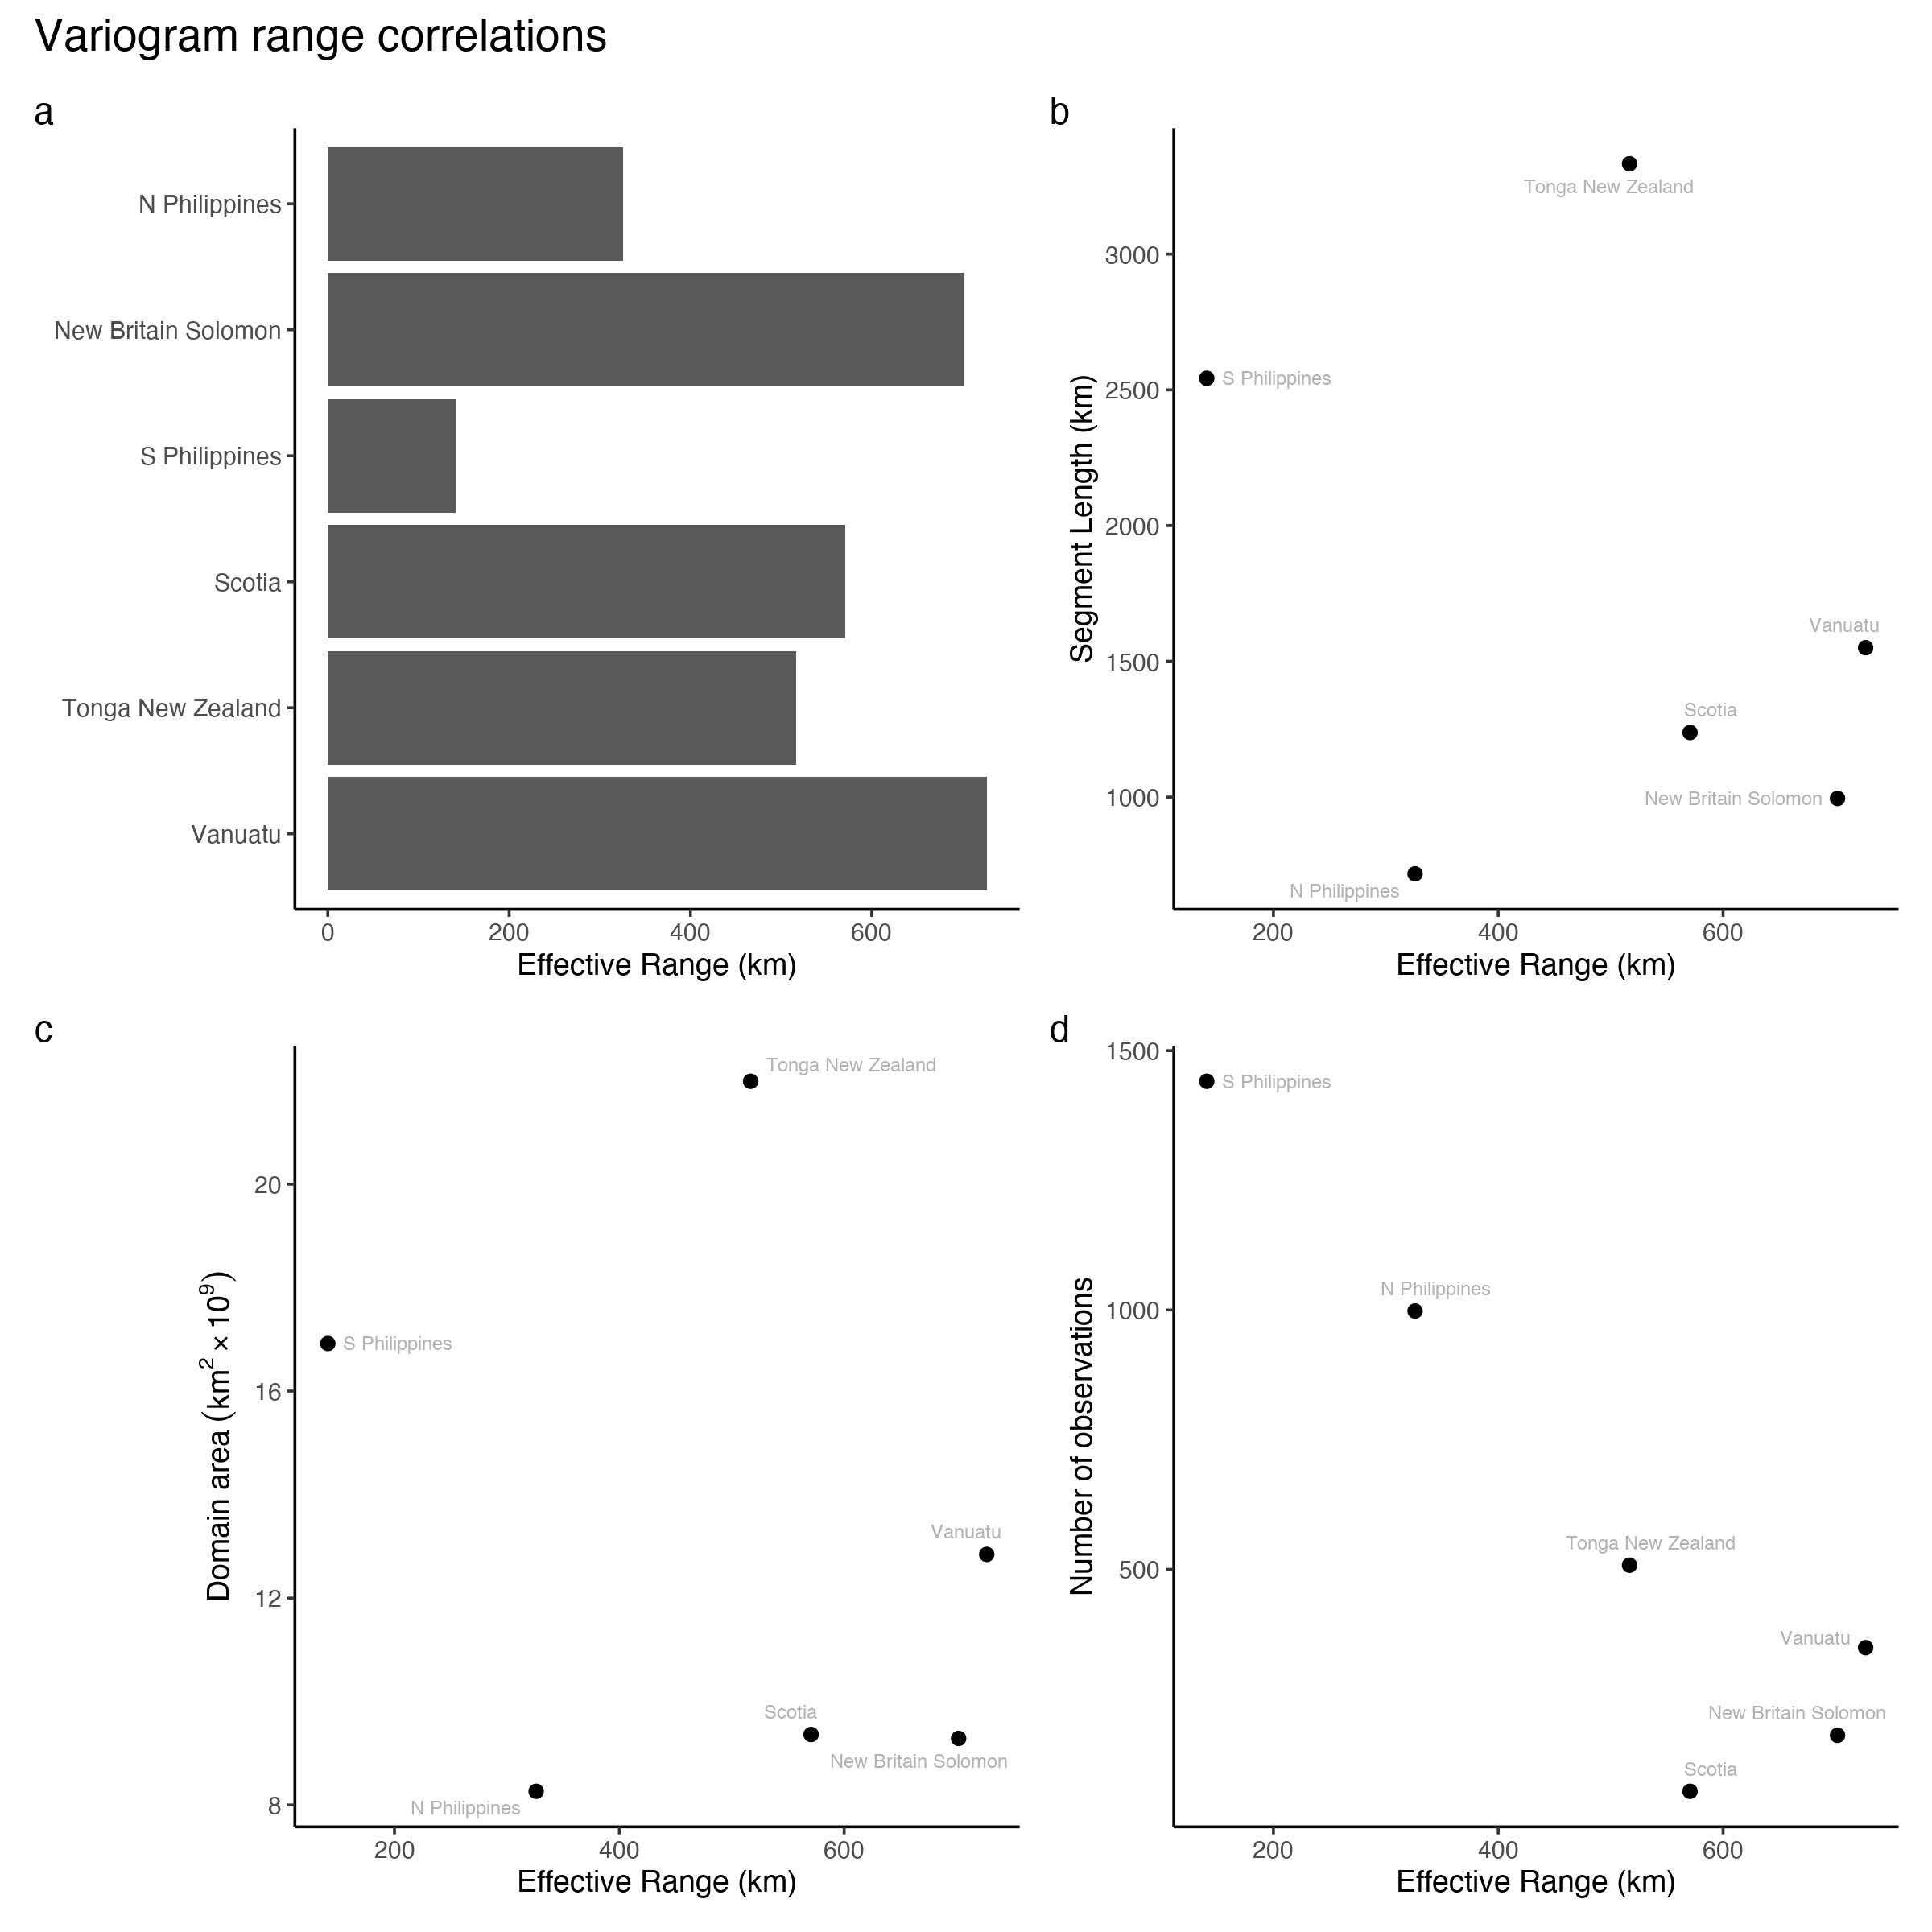 Variogram range correlations
a
N Philippines
New Britain Solomon
S Philippines
Scotia
Tonga New Zealand
Vanuatu
0
200
400
600
Effective Range (km)
b
Segment Length (km)
3000
2500
2000
1500
1000
Tonga New Zealand
S Philippines
Vanuatu
Scotia
New Britain Solomon
N Philippines
200
400
600
Effective Range (km)
c
Domain area (km² × 10⁹)
20
16
12
8
Tonga New Zealand
S Philippines
Vanuatu
Scotia
New Britain Solomon
N Philippines
200
400
600
Effective Range (km)
d
Number of observations
1500
1000
500
S Philippines
N Philippines
Tonga New Zealand
Vanuatu
New Britain Solomon
Scotia
200
400
600
Effective Range (km)